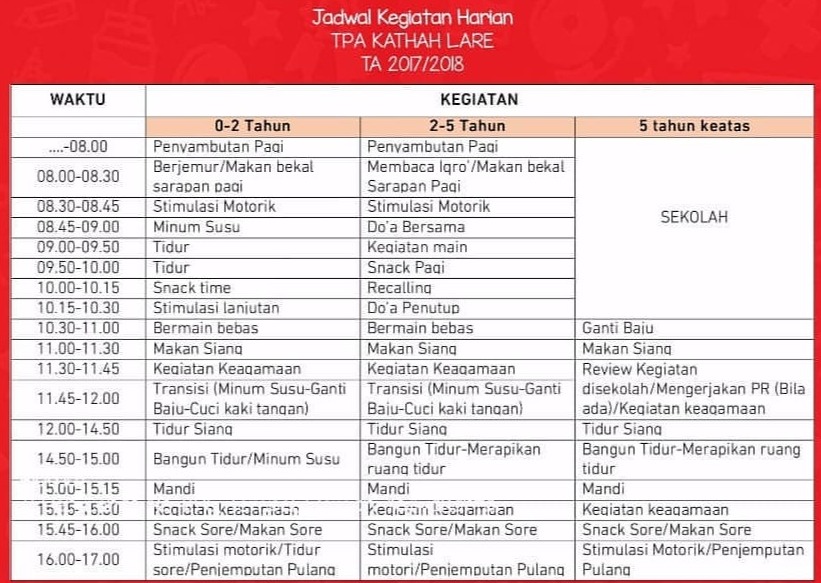 Jadwal Kegiatan Harian
TPA KATHAH LARE
TA 2017/2018
WAKTU KEGIATAN
0-2 Tahun 2-5 Tahun 5 tahun keatas
....-08.00 Penyambutan Pagi Penyambutan Pagi
08.00-08.30 Berjemur/Makan bekal sarapan pagi Membaca Iqro'/Makan bekal Sarapan Pagi
08.30-08.45 Stimulasi Motorik Stimulasi Motorik
SEKOLAH
08.45-09.00 Minum Susu Do'a Bersama
09.00-09.50 Tidur Kegiatan main
09.50-10.00 Tidur Snack Pagi
10.00-10.15 Snack time Recalling
10.15-10.30 Stimulasi lanjutan Do'a Penutup
10.30-11.00 Bermain bebas Bermain bebas Ganti Baju
11.00-11.30 Makan Siang Makan Siang Makan Siang
11.30-11.45 Kegiatan Keagamaan Kegiatan Keagamaan Review Kegiatan
11.45-12.00 Transisi (Minum Susu-Ganti Baju-Cuci kaki tangan) Transisi (Minum Susu-Ganti Baju-Cuci kaki tangan) disekolah/Mengerjakan PR (Bila ada)/Kegiatan keagamaan
12.00-14.50 Tidur Siang Tidur Siang Tidur Siang
14.50-15.00 Bangun Tidur/Minum Susu Bangun Tidur-Merapikan ruang tidur Bangun Tidur-Merapikan ruang tidur
15.00-15.15 Mandi Mandi Mandi
15.15-15.30 Kegiatan keagamaan Kegiatan keagamaan Kegiatan keagamaan
15.45-16.00 Snack Sore/Makan Sore Snack Sore/Makan Sore Snack Sore/Makan Sore
16.00-17.00 Stimulasi motorik/Tidur sore/Penjemputan Pulang Stimulasi motori/Penjemputan Pulang Stimulasi Motorik/Penjemputan Pulang